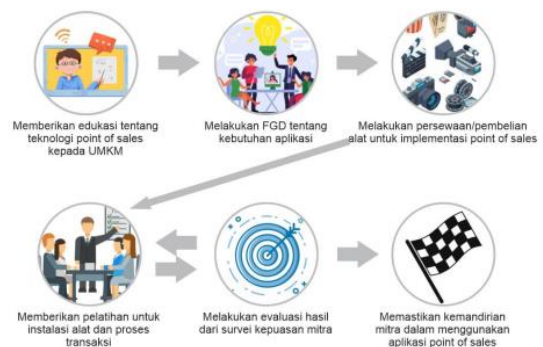 Memberikan edukasi tentang
teknologi point of sales
kepada UMKM
Melakukan FGD tentang
kebutuhan aplikasi
Melakukan persewaan/pembelian
alat untuk implementasi point of sales
Memberikan pelatihan untuk
instalasi alat dan proses
transaksi
Melakukan evaluasi hasil
dari survei kepuasan mitra
Memastikan kemandirian
mitra dalam menggunakan
aplikasi point of sales